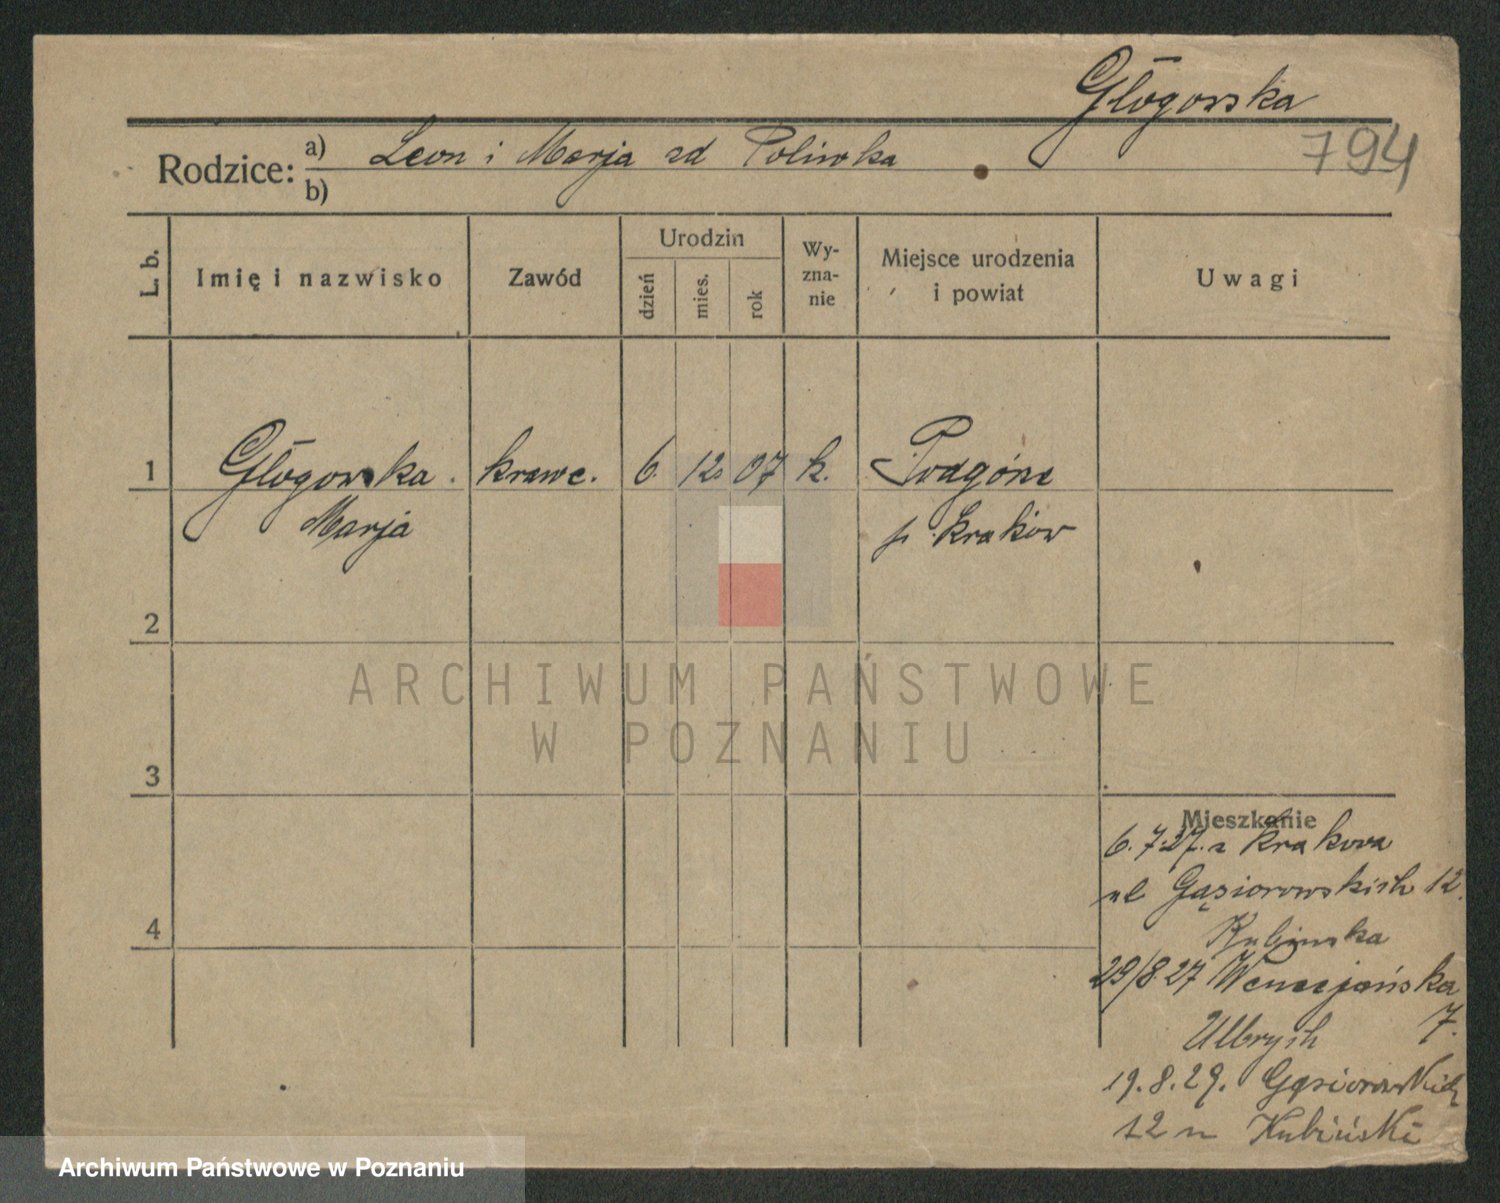 Głogowska
794
Rodzice: a) Leon i Marja zd Poliwka
b)
L. b. Imię i nazwisko Zawód Urodzin dzień mies. rok Wy-zna-nie Miejsce urodzenia i powiat Uwagi
1 Głogowska krawc. 6. 12. 07 k. Podgórze
Marja p. Kraków
2
ARCHIWUM PAŃSTWOWE
W POZNANIU
3
Mieszkanie
6.7.27. z Krakowa
ul Gąsiorowskich 12.
Kubinska
4
29/8.27 Wenecjańska
7.
Ulbrych
19.8.29. Gąsiorowskich
12 u Kubiński
Archiwum Państwowe w Poznaniu